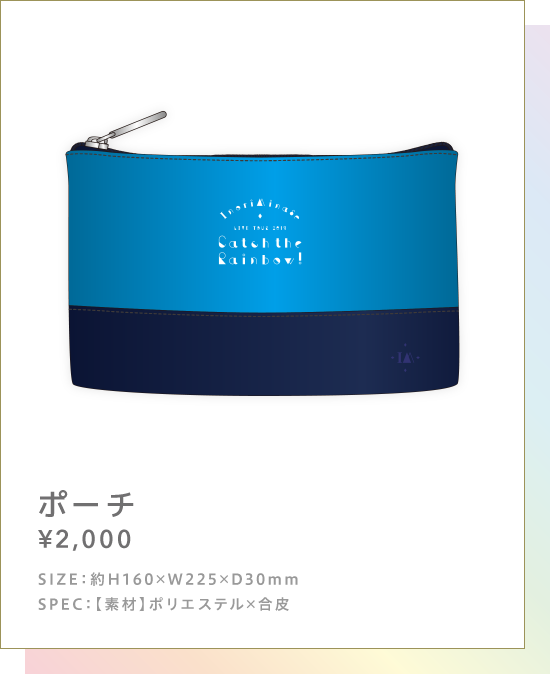 Inori Minase
LIVE TOUR 2019
Catch the
Rainbow!
IM
ポーチ
¥2,000
SIZE：約H160×W225×D30mm
SPEC：【素材】ポリエステル×合皮